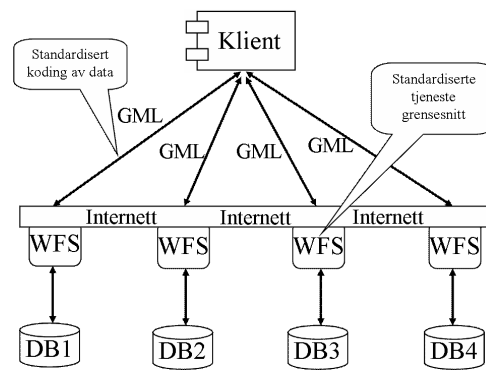 Klient
Standardisert
koding av data
Standardiserte
tjeneste
grensesnitt
GML
GML
GML
GML
Internett Internett Internett
WFS WFS WFS WFS
DB1 DB2 DB3 DB4